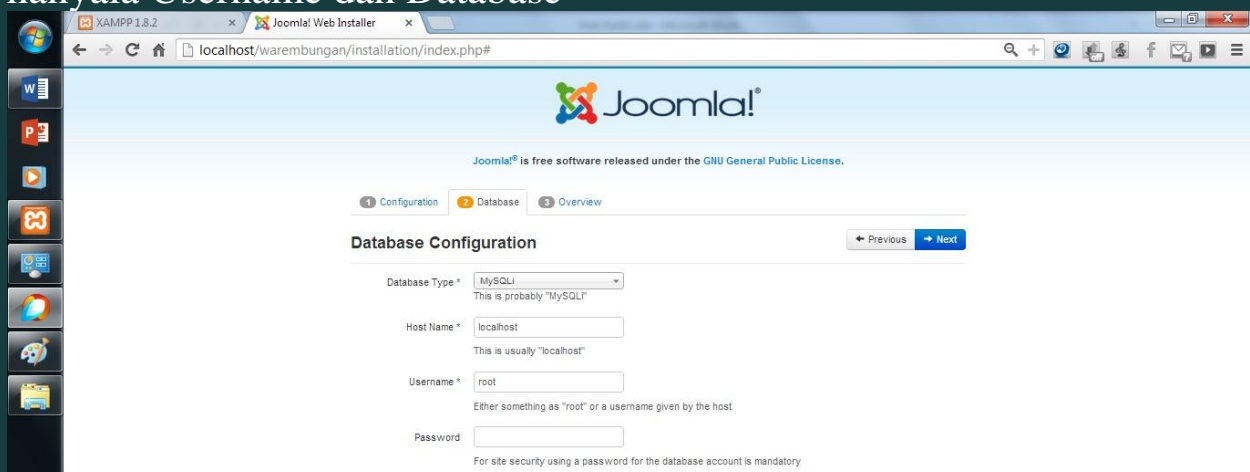 hanyala Username dan Database
XAMPP 1.8.2
Joomla! Web Installer
localhost/warembungan/installation/index.php#
Joomla!®
Joomla!® is free software released under the GNU General Public License.
1 Configuration 2 Database 3 Overview
Database Configuration
Previous Next
Database Type * MySQLi
This is probably "MySQLi"
Host Name * localhost
This is usually "localhost"
Username * root
Either something as "root" or a username given by the host
Password
For site security using a password for the database account is mandatory